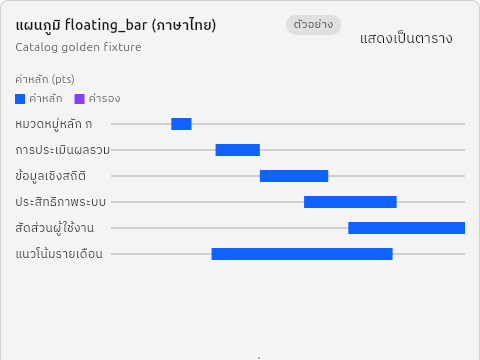 แผนภูมิ floating_bar (ภาษาไทย)
ตัวอย่าง
แสดงเป็นตาราง
Catalog golden fixture
ค่าหลัก (pts)
ค่าหลัก
ค่ารอง
หมวดหมู่หลัก ก
การประเมินผลรวม
ข้อมูลเชิงสถิติ
ประสิทธิภาพระบบ
สัดส่วนผู้ใช้งาน
แนวโน้มรายเดือน